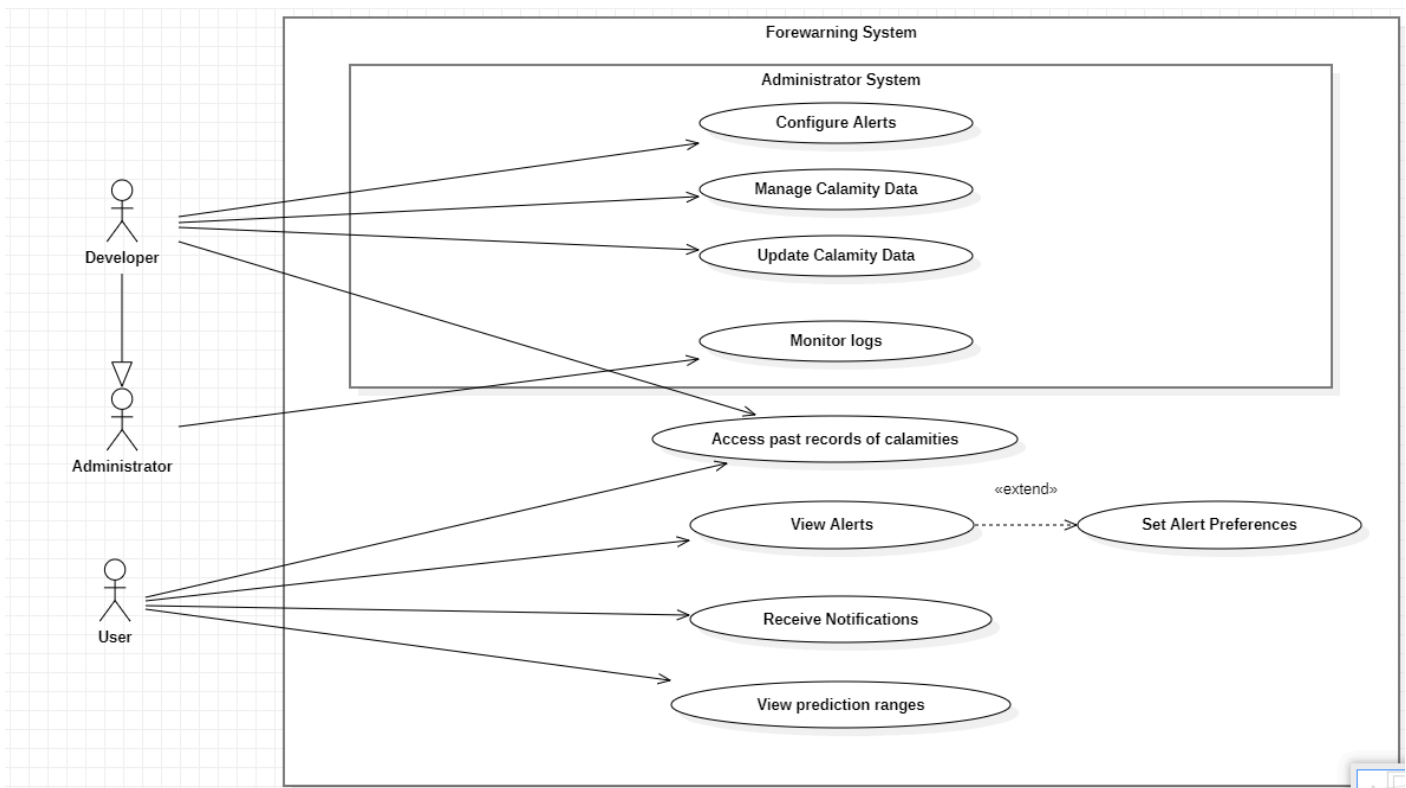 Forewarning System
Administrator System
Configure Alerts
Manage Calamity Data
Developer
Update Calamity Data
Monitor logs
Administrator
Access past records of calamities
«extend»
View Alerts
Set Alert Preferences
User
Receive Notifications
View prediction ranges